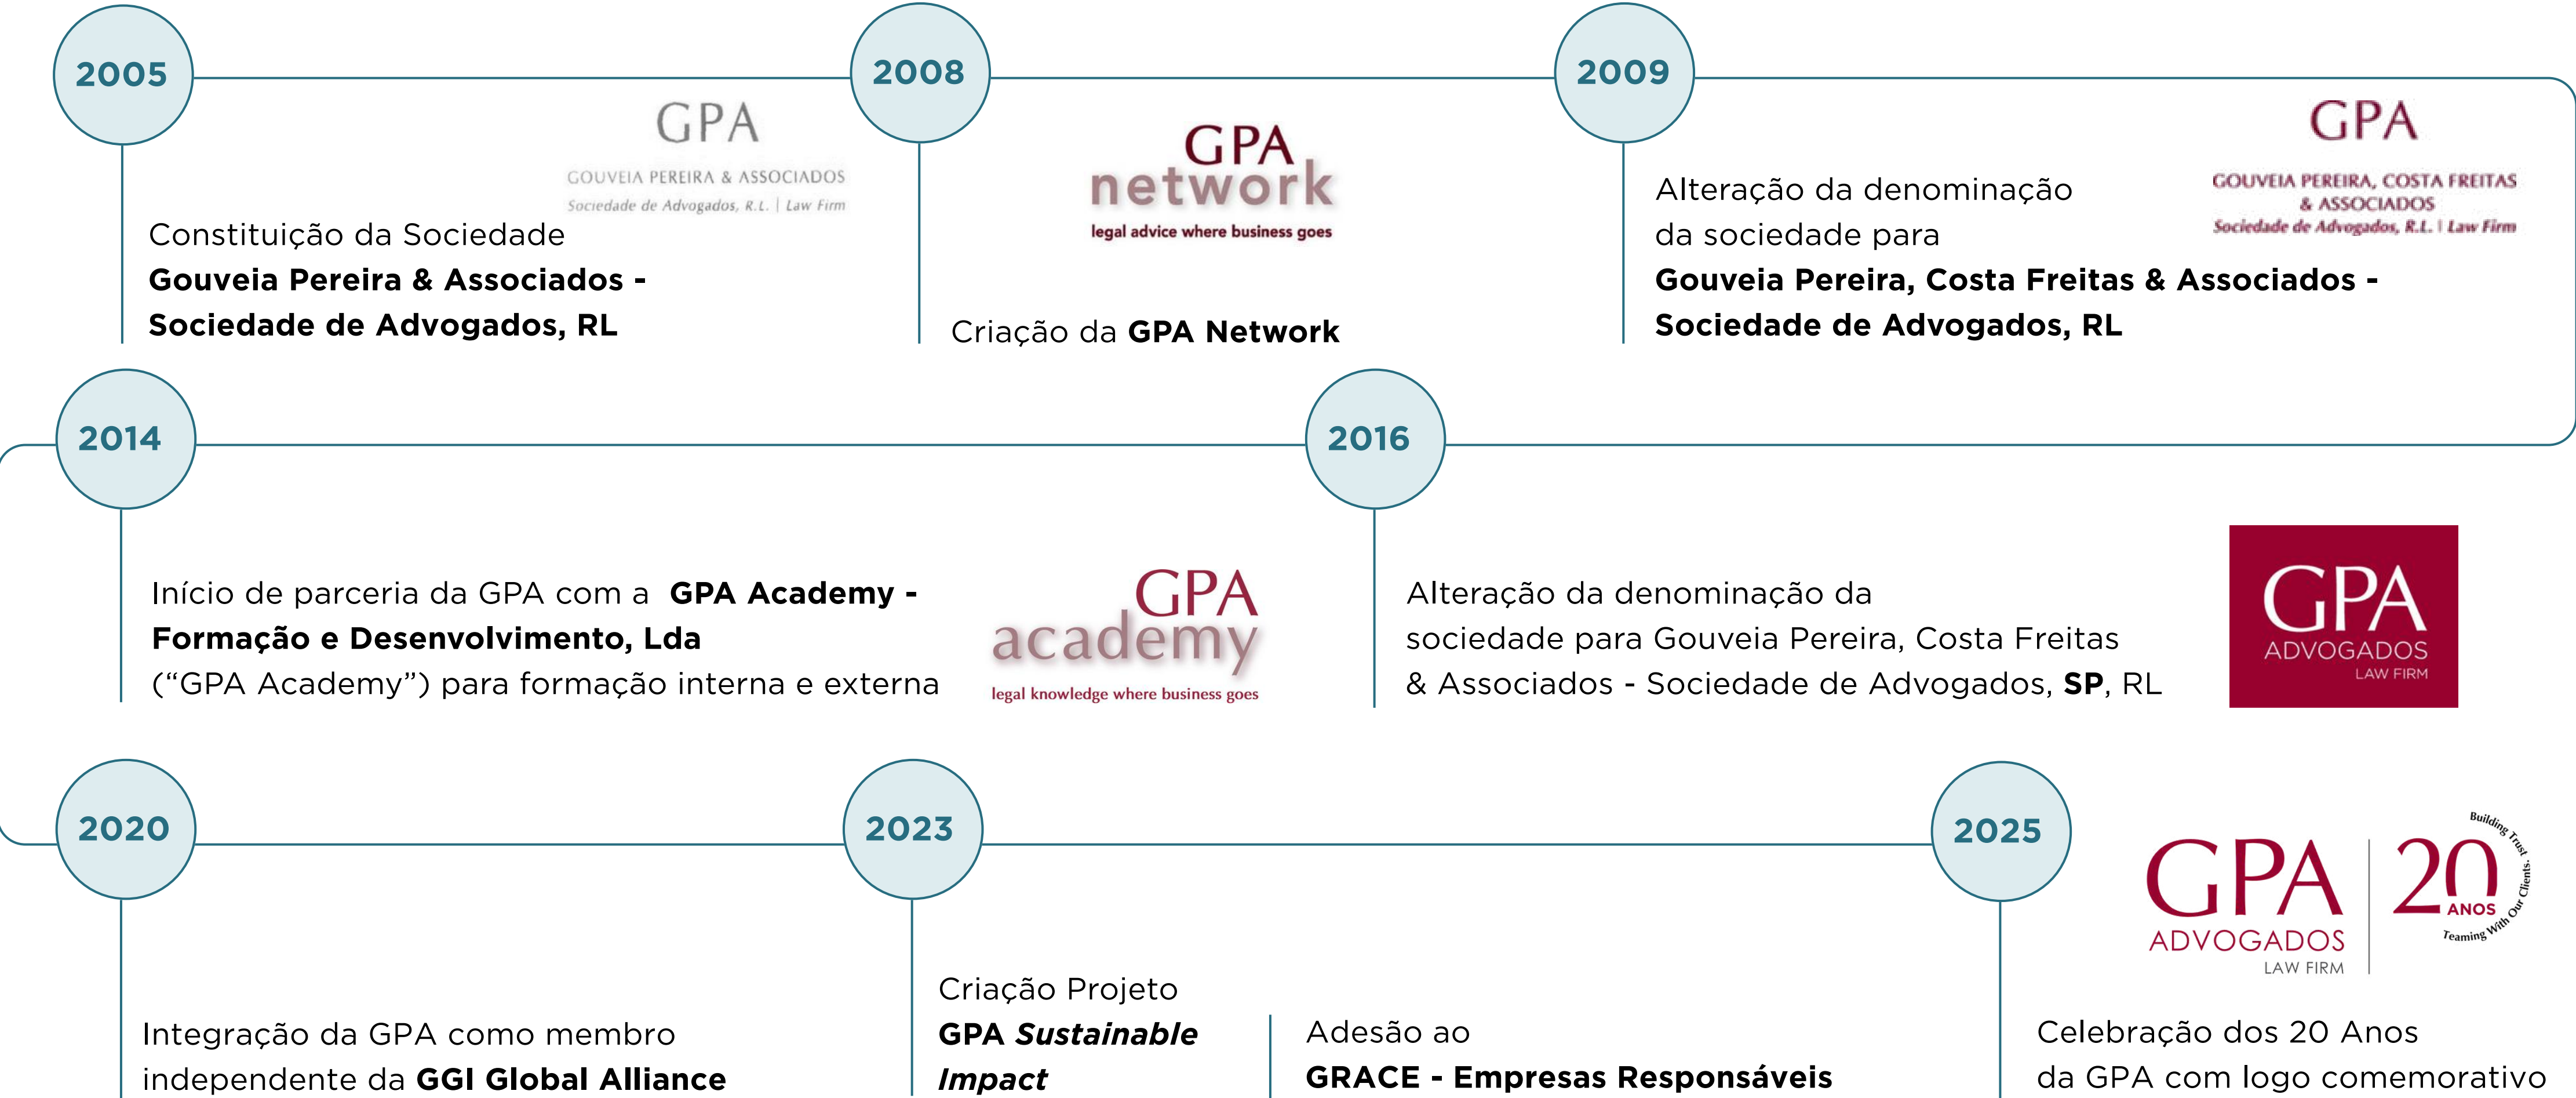 2005
GPA
GOUVEIA PEREIRA & ASSOCIADOS
Sociedade de Advogados, R.L. | Law Firm
Constituição da Sociedade
Gouveia Pereira & Associados -
Sociedade de Advogados, RL
2008
GPA
network
legal advice where business goes
Criação da GPA Network
2009
GPA
GOUVEIA PEREIRA, COSTA FREITAS
& ASSOCIADOS
Sociedade de Advogados, R.L. | Law Firm
Alteração da denominação
da sociedade para
Gouveia Pereira, Costa Freitas & Associados -
Sociedade de Advogados, RL
2014
Início de parceria da GPA com a GPA Academy -
Formação e Desenvolvimento, Lda
(“GPA Academy”) para formação interna e externa
GPA
academy
legal knowledge where business goes
2016
Alteração da denominação da
sociedade para Gouveia Pereira, Costa Freitas
& Associados - Sociedade de Advogados, SP, RL
GPA
ADVOGADOS
LAW FIRM
2020
Integração da GPA como membro
independente da GGI Global Alliance
2023
Criação Projeto
GPA Sustainable
Impact
Adesão ao
GRACE - Empresas Responsáveis
2025
GPA
ADVOGADOS
LAW FIRM
20
ANOS
Building Trust
Teaming With Our Clients.
Celebração dos 20 Anos
da GPA com logo comemorativo